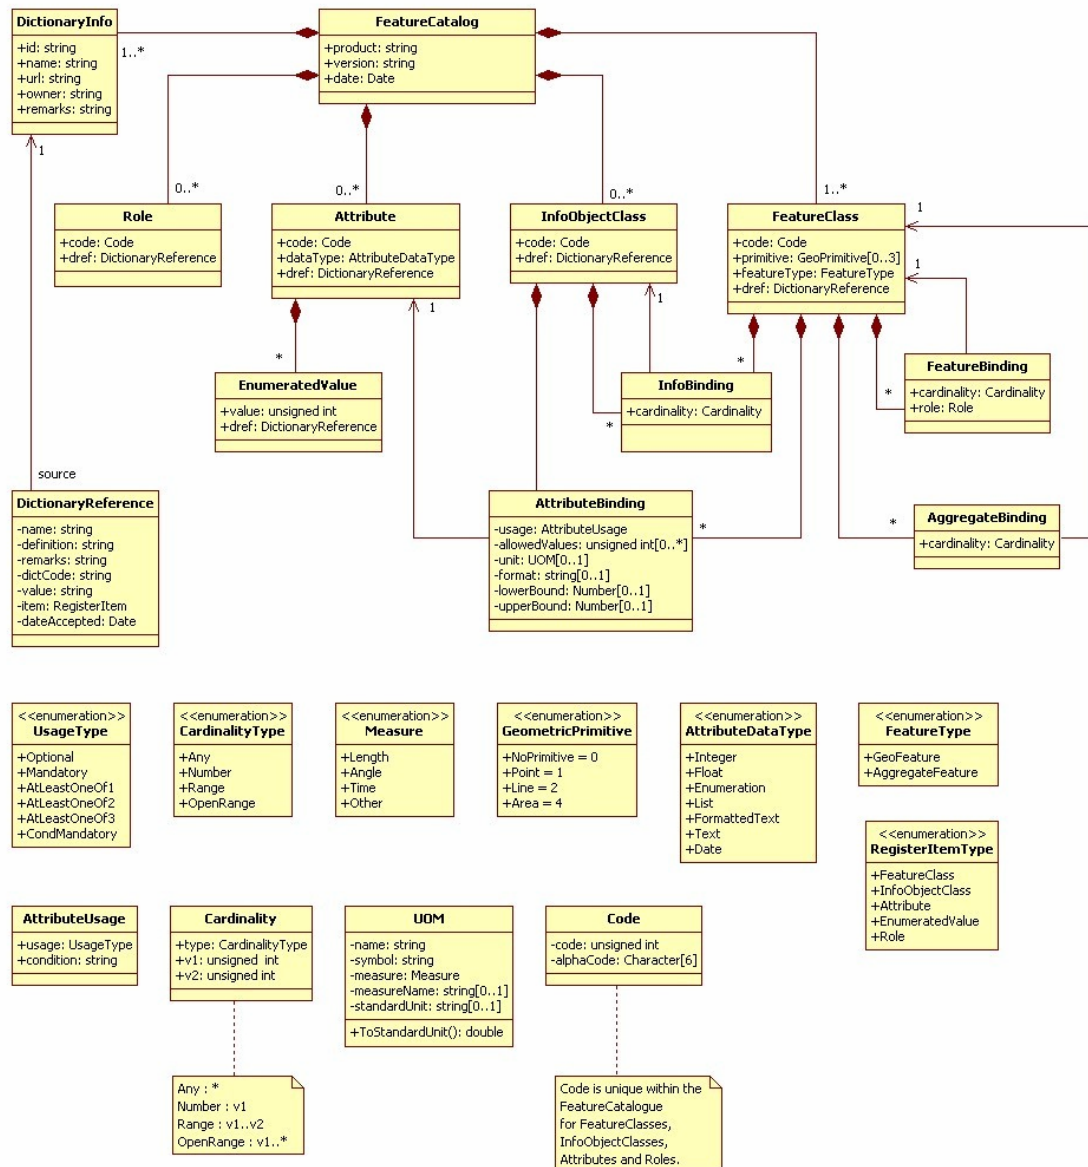 DictionaryInfo
+id: string
+name: string
+url: string
+owner: string
+remarks: string
1..*
FeatureCatalog
+product: string
+version: string
+date: Date
1
0..*
0..*
0..*
1..*
Role
+code: Code
+dref: DictionaryReference
Attribute
+code: Code
+dataType: AttributeDataType
+dref: DictionaryReference
InfoObjectClass
+code: Code
+dref: DictionaryReference
FeatureClass
+code: Code
+primitive: GeoPrimitive[0..3]
+featureType: FeatureType
+dref: DictionaryReference
1
1
1
1
*
*
*
*
EnumeratedValue
+value: unsigned int
+dref: DictionaryReference
InfoBinding
+cardinality: Cardinality
FeatureBinding
+cardinality: Cardinality
+role: Role
source
DictionaryReference
-name: string
-definition: string
-remarks: string
-dictCode: string
-value: string
-item: RegisterItem
-dateAccepted: Date
AttributeBinding
-usage: AttributeUsage
-allowedValues: unsigned int[0..*]
-unit: UOM[0..1]
-format: string[0..1]
-lowerBound: Number[0..1]
-upperBound: Number[0..1]
*
*
AggregateBinding
+cardinality: Cardinality
<<enumeration>>
UsageType
+Optional
+Mandatory
+AtLeastOneOf1
+AtLeastOneOf2
+AtLeastOneOf3
+CondMandatory
<<enumeration>>
CardinalityType
+Any
+Number
+Range
+OpenRange
<<enumeration>>
Measure
+Length
+Angle
+Time
+Other
<<enumeration>>
GeometricPrimitive
+NoPrimitive = 0
+Point = 1
+Line = 2
+Area = 4
<<enumeration>>
AttributeDataType
+Integer
+Float
+Enumeration
+List
+FormattedText
+Text
+Date
<<enumeration>>
FeatureType
+GeoFeature
+AggregateFeature
<<enumeration>>
RegisterItemType
+FeatureClass
+InfoObjectClass
+Attribute
+EnumeratedValue
+Role
AttributeUsage
+usage: UsageType
+condition: string
Cardinality
+type: CardinalityType
+v1: unsigned int
+v2: unsigned int
UOM
-name: string
-symbol: string
-measure: Measure
-measureName: string[0..1]
-standardUnit: string[0..1]
+ToStandardUnit(): double
Code
-code: unsigned int
-alphaCode: Character[6]
Any : *
Number : v1
Range : v1..v2
OpenRange : v1..*
Code is unique within the
FeatureCatalogue
for FeatureClasses,
InfoObjectClasses,
Attributes and Roles.